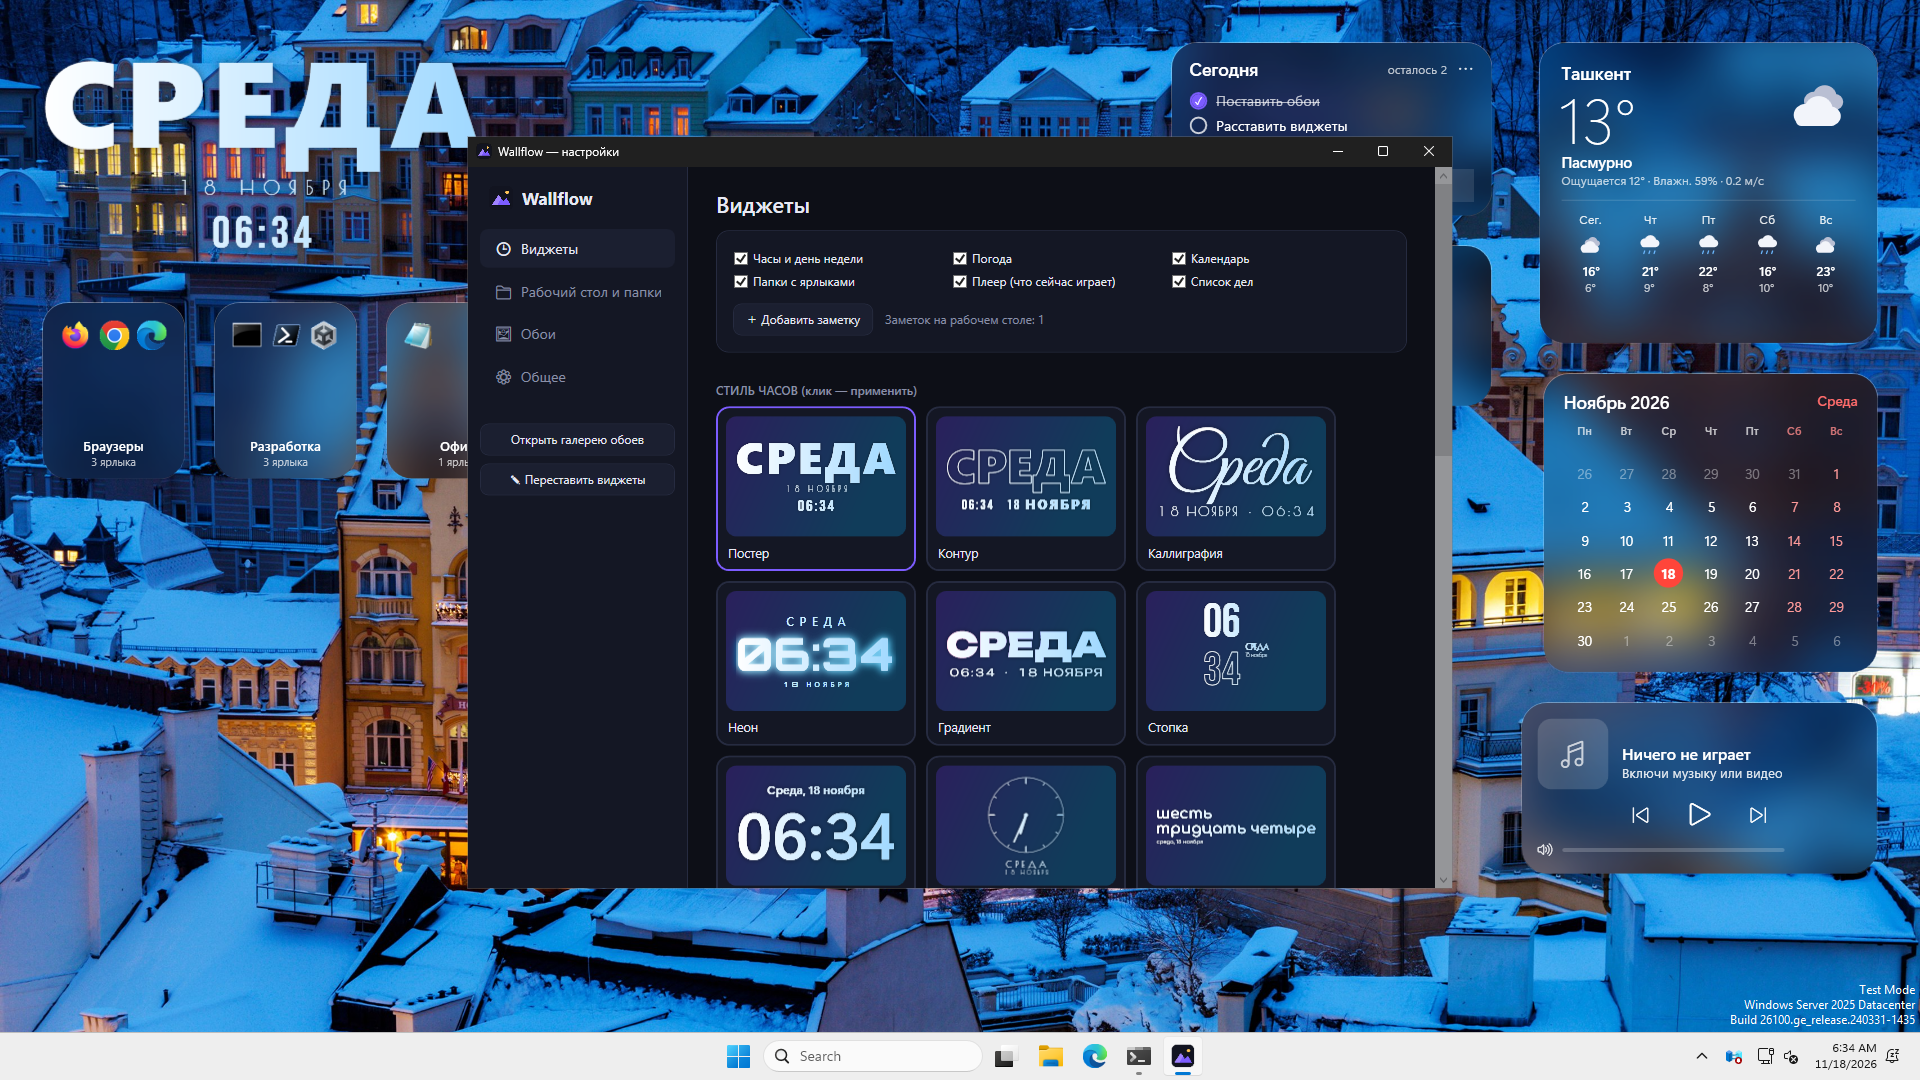 СРЕДА
18 НОЯБРЯ
06:34
Браузеры
3 ярлыка
Разработка
3 ярлыка
Wallflow — настройки
Wallflow
Виджеты
Рабочий стол и папки
Обои
Общее
Открыть галерею обоев
Переставить виджеты
Виджеты
Часы и день недели
Погода
Календарь
Папки с ярлыками
Плеер (что сейчас играет)
Список дел
+ Добавить заметку
Заметок на рабочем столе: 1
СТИЛЬ ЧАСОВ (клик — применить)
СРЕДА
18 НОЯБРЯ
06:34
Постер
СРЕДА
06:34 18 НОЯБРЯ
Контур
Среда
18 НОЯБРЯ · 06:34
Каллиграфия
СРЕДА
06:34
18 НОЯБРЯ
Неон
СРЕДА
06:34 · 18 НОЯБРЯ
Градиент
06
34
СРЕДА
18 ноября
Стопка
Среда, 18 ноября
06:34
СРЕДА
18 НОЯБРЯ
шесть
тридцать четыре
среда, 18 ноября
Сегодня
осталось 2 ···
Поставить обои
Расставить виджеты
Ташкент
13°
Пасмурно
Ощущается 12° · Влажн. 59% · 0.2 м/с
Сег. Чт Пт Сб Вс
16° 21° 22° 16° 23°
6° 9° 8° 10° 10°
Ноябрь 2026
Среда
Пн Вт Ср Чт Пт Сб Вс
26 27 28 29 30 31 1
2 3 4 5 6 7 8
9 10 11 12 13 14 15
16 17 18 19 20 21 22
23 24 25 26 27 28 29
30 1 2 3 4 5 6
Ничего не играет
Включи музыку или видео
Test Mode
Windows Server 2025 Datacenter
Build 26100.ge_release.240331-1435
Search
6:34 AM
11/18/2026